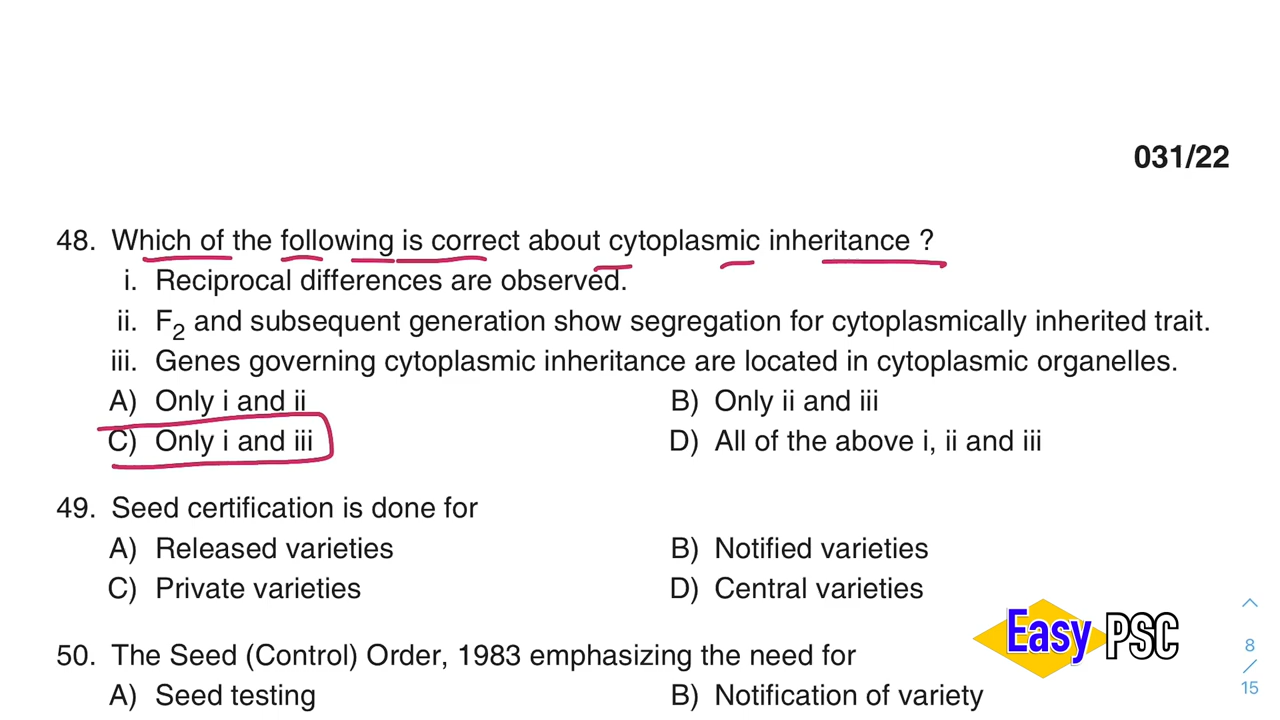 031/22
48. Which of the following is correct about cytoplasmic inheritance ?
i. Reciprocal differences are observed.
ii. F2 and subsequent generation show segregation for cytoplasmically inherited trait.
iii. Genes governing cytoplasmic inheritance are located in cytoplasmic organelles.
A) Only i and ii B) Only ii and iii
C) Only i and iii D) All of the above i, ii and iii
49. Seed certification is done for
A) Released varieties B) Notified varieties
C) Private varieties D) Central varieties
Easy PSC
8
/
15
50. The Seed (Control) Order, 1983 emphasizing the need for
A) Seed testing B) Notification of variety